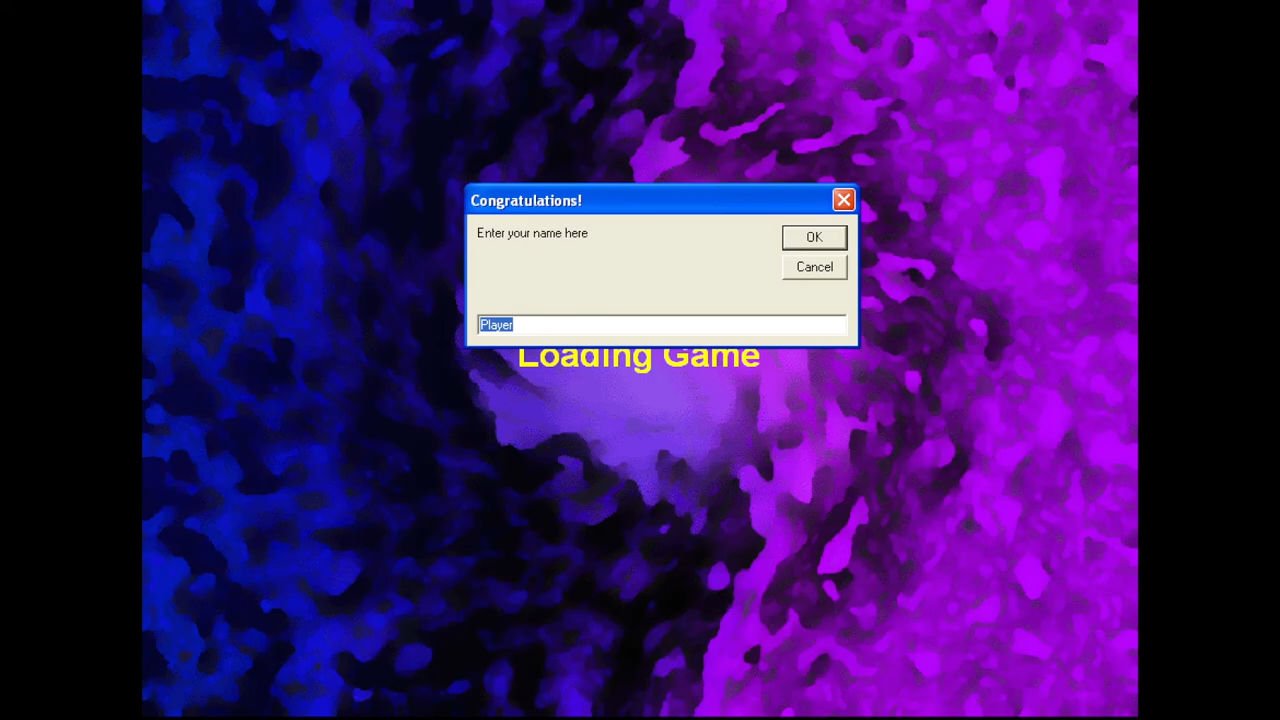 Congratulations!
Enter your name here
OK
Cancel
Player
Loading Game